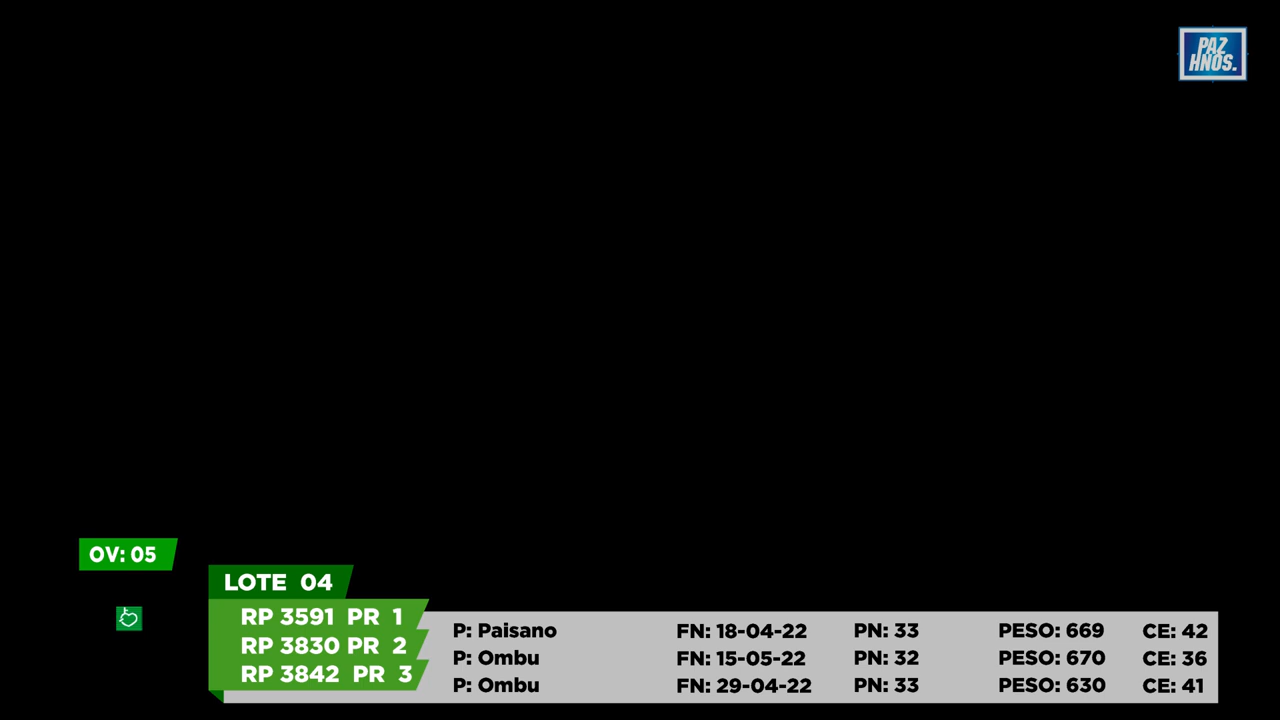 PAZ
HNOS.
OV: 05
LOTE 04
RP 3591 PR 1
RP 3830 PR 2
RP 3842 PR 3
P: Paisano FN: 18-04-22 PN: 33 PESO: 669 CE: 42
P: Ombu FN: 15-05-22 PN: 32 PESO: 670 CE: 36
P: Ombu FN: 29-04-22 PN: 33 PESO: 630 CE: 41